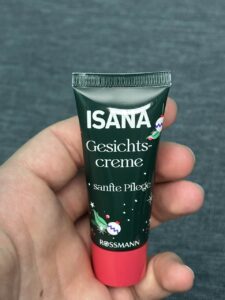 ISANA
Gesichts-
creme
sanfte Pflege
ROSSMANN